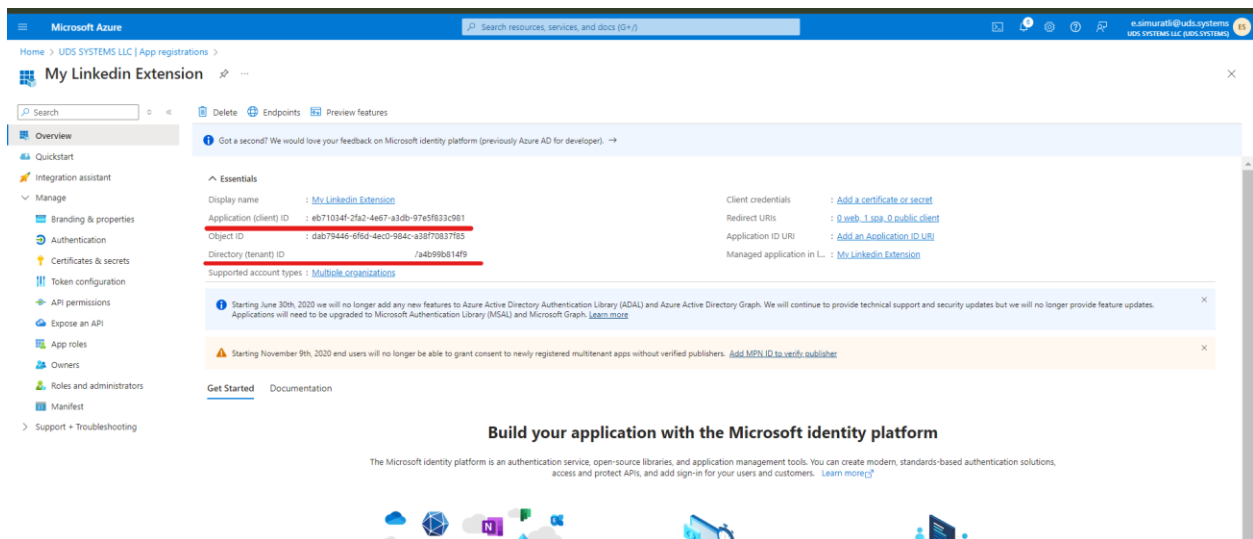 Microsoft Azure
Search resources, services, and docs (G+/)
e.simuratli@uds.systems
UDS SYSTEMS LLC (UDS.SYSTEMS)
ES
Home > UDS SYSTEMS LLC | App registrations >
My Linkedin Extension
Search
Delete Endpoints Preview features
Overview
Quickstart
Integration assistant
Manage
Branding & properties
Authentication
Certificates & secrets
Token configuration
API permissions
Expose an API
App roles
Owners
Roles and administrators
Manifest
Support + Troubleshooting
Got a second? We would love your feedback on Microsoft identity platform (previously Azure AD for developer). →
Essentials
Display name : My Linkedin Extension
Application (client) ID : eb71034f-2fa2-4e67-a3db-97e5f833c981
Object ID : dab79446-6f6d-4ec0-984c-a38f70837f85
Directory (tenant) ID /a4b99b814f9
Supported account types : Multiple organizations
Client credentials : Add a certificate or secret
Redirect URIs : 0 web, 1 spa, 0 public client
Application ID URI : Add an Application ID URI
Managed application in l... : My Linkedin Extension
Starting June 30th, 2020 we will no longer add any new features to Azure Active Directory Authentication Library (ADAL) and Azure Active Directory Graph. We will continue to provide technical support and security updates but we will no longer provide feature updates.
Applications will need to be upgraded to Microsoft Authentication Library (MSAL) and Microsoft Graph. Learn more
Starting November 9th, 2020 end users will no longer be able to grant consent to newly registered multitenant apps without verified publishers. Add MPN ID to verify publisher
Get Started Documentation
Build your application with the Microsoft identity platform
The Microsoft identity platform is an authentication service, open-source libraries, and application management tools. You can create modern, standards-based authentication solutions,
access and protect APIs, and add sign-in for your users and customers. Learn more
N